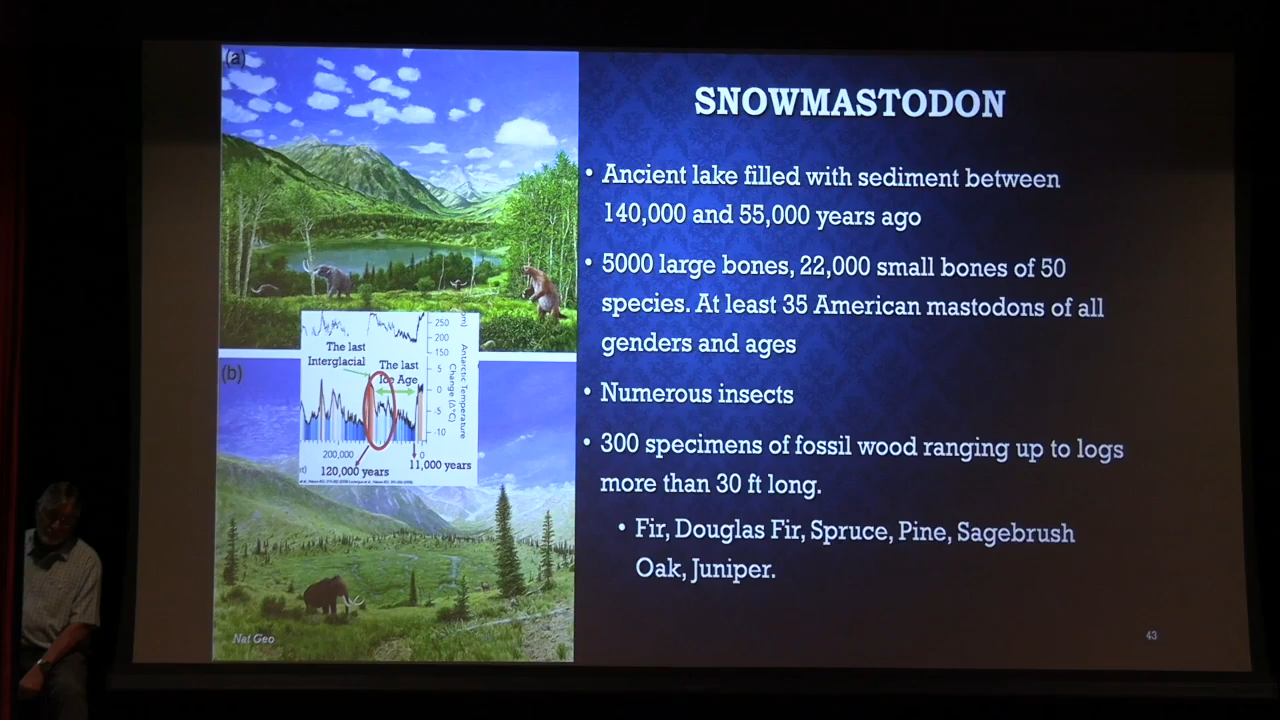 (a)
SNOWMASTODON
• Ancient lake filled with sediment between
140,000 and 55,000 years ago
• 5000 large bones, 22,000 small bones of 50
species. At least 35 American mastodons of all
genders and ages
• Numerous insects
• 300 specimens of fossil wood ranging up to logs
more than 30 ft long.
• Fir, Douglas Fir, Spruce, Pine, Sagebrush
Oak, Juniper.
43
250
200
150
The last
Interglacial
The last
Ice Age
5
0
-5
-10
Antarctic Temperature
Change (Δ°C)
200,000
0
120,000 years
11,000 years
(b)
Nat Geo